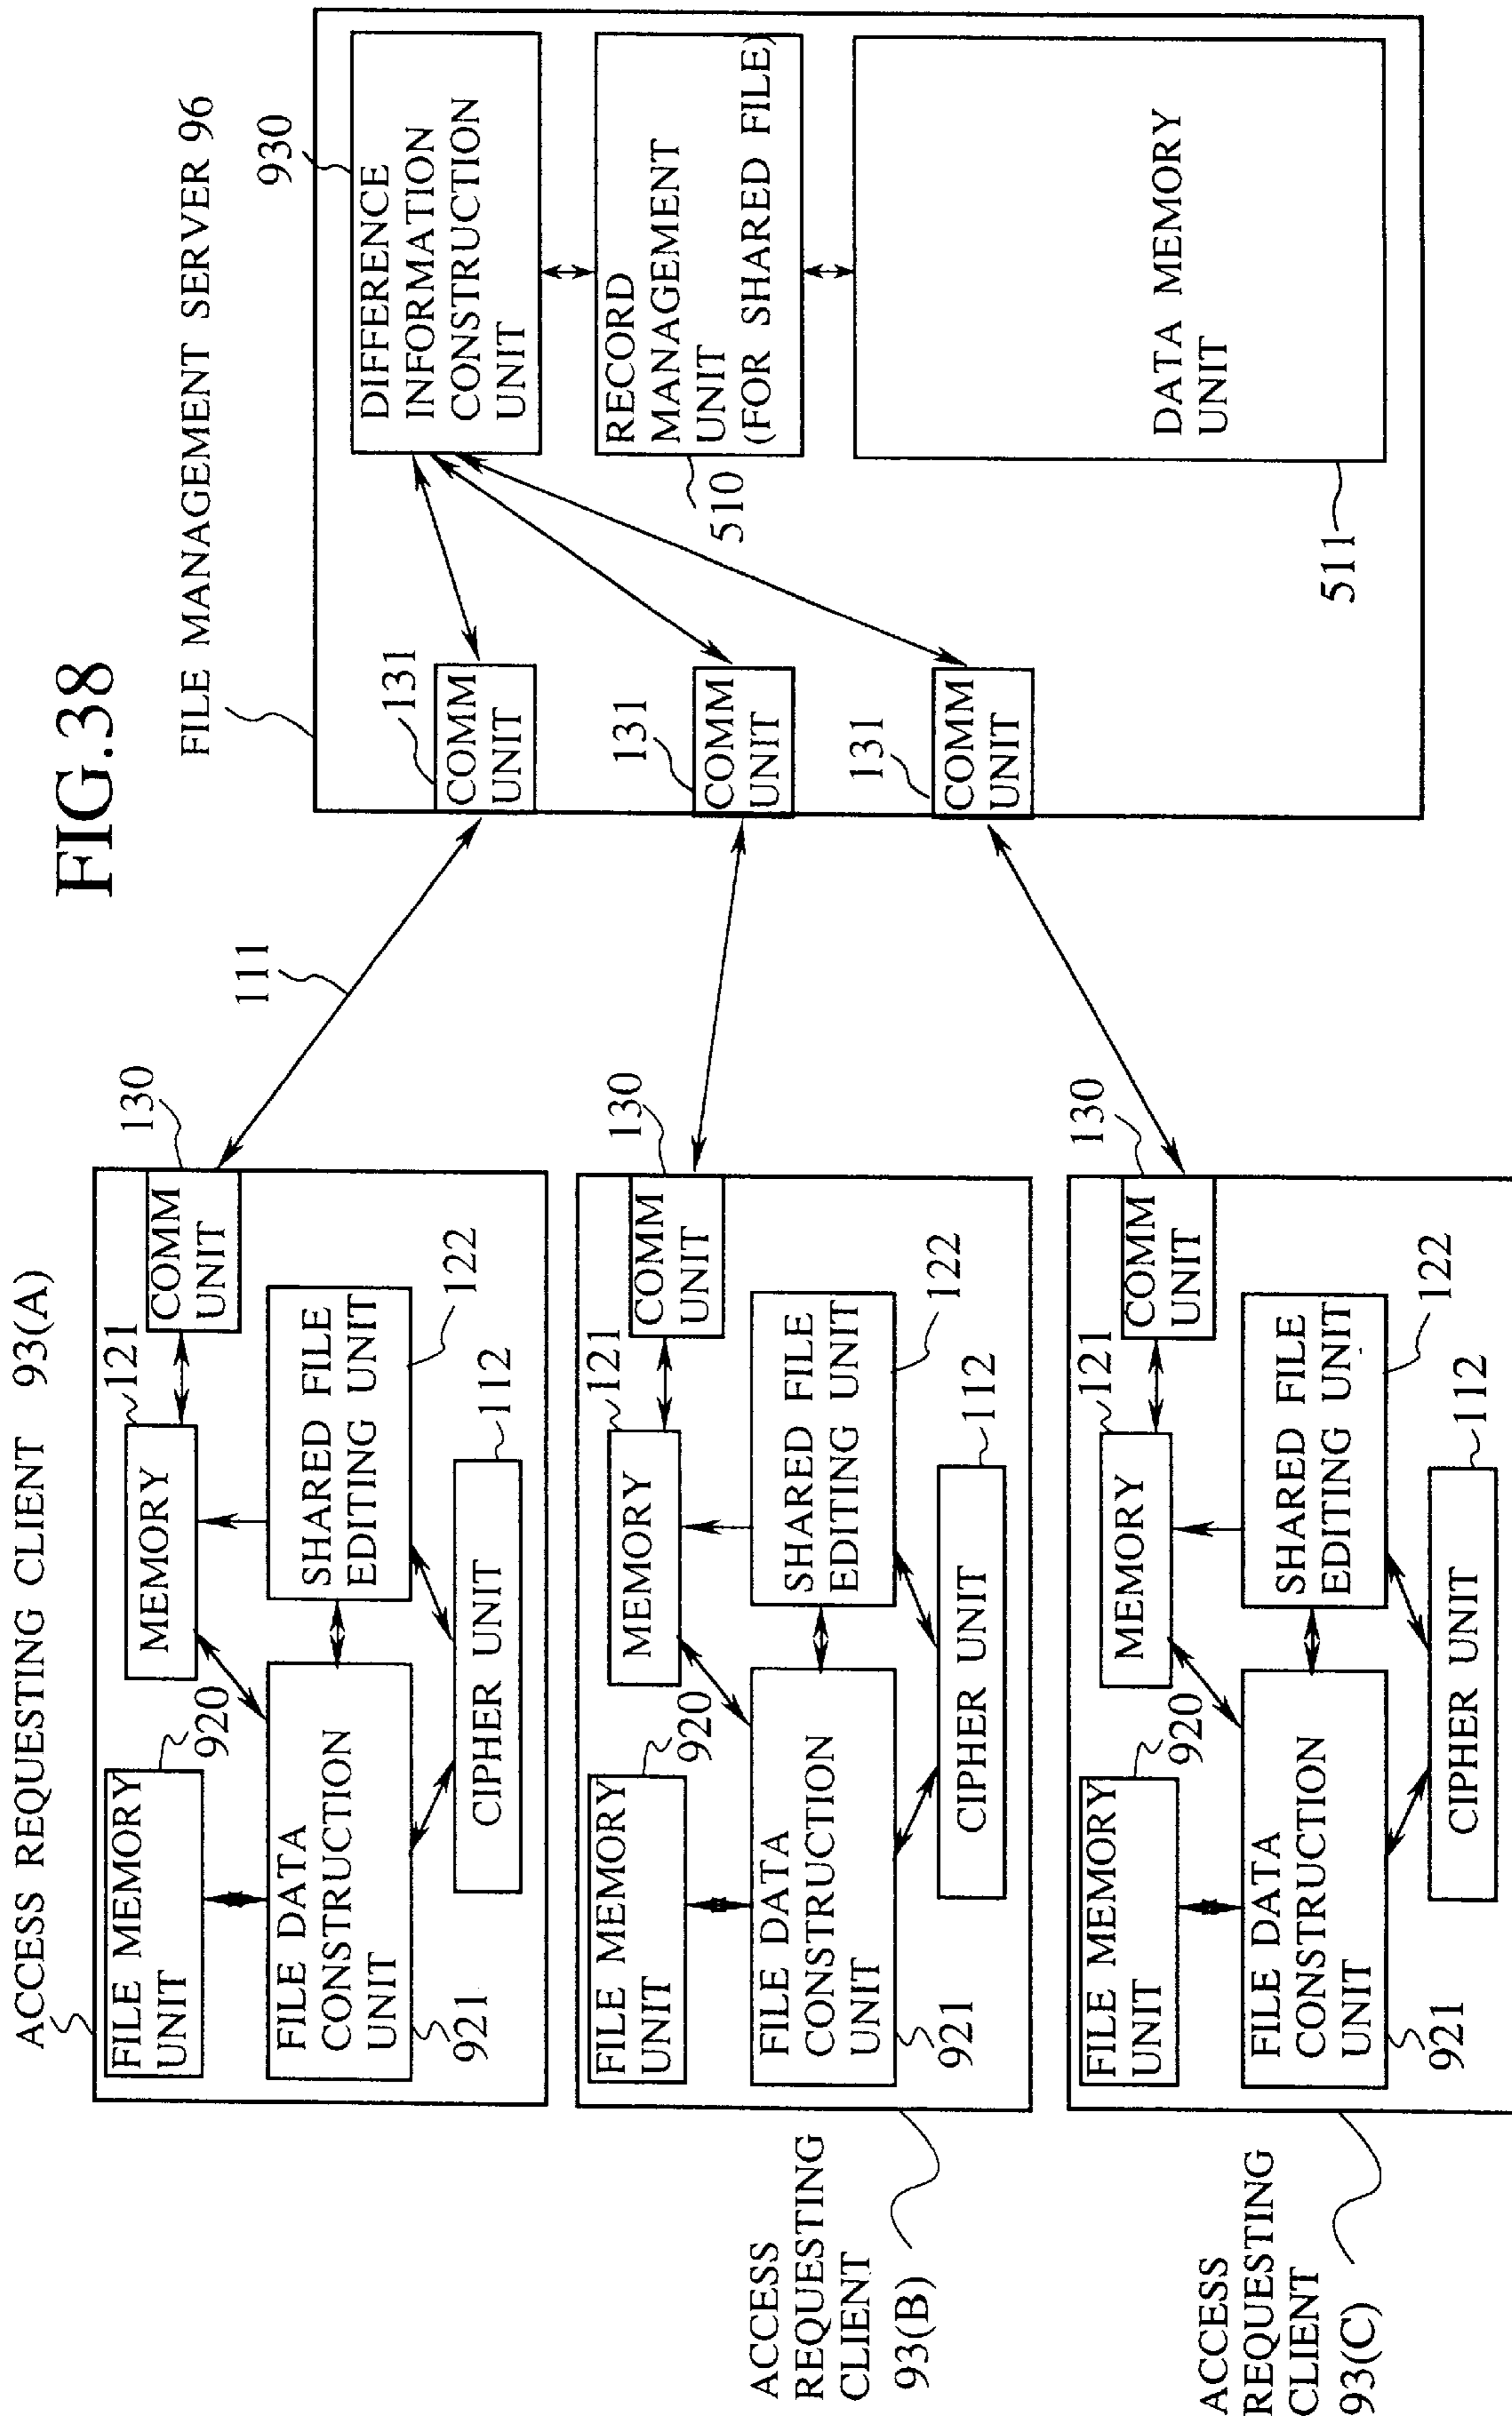 FIG.38
ACCESS REQUESTING CLIENT 93(A)
FILE MEMORY
UNIT
920
MEMORY
121
COMM
UNIT
130
FILE DATA
CONSTRUCTION
UNIT
921
SHARED FILE
EDITING UNIT
122
CIPHER UNIT
112
111
ACCESS
REQUESTING
CLIENT
93(B)
FILE MEMORY
UNIT
920
MEMORY
121
COMM
UNIT
130
FILE DATA
CONSTRUCTION
UNIT
921
SHARED FILE
EDITING UNIT
122
CIPHER UNIT
112
ACCESS
REQUESTING
CLIENT
93(C)
FILE MEMORY
UNIT
920
MEMORY
121
COMM
UNIT
130
FILE DATA
CONSTRUCTION
UNIT
921
SHARED FILE
EDITING UNIT
122
CIPHER UNIT
112
FILE MANAGEMENT SERVER 96
COMM
UNIT
131
COMM
UNIT
131
COMM
UNIT
131
DIFFERENCE
INFORMATION
CONSTRUCTION
UNIT
930
RECORD
MANAGEMENT
UNIT
(FOR SHARED FILE)
510
DATA MEMORY
UNIT
511